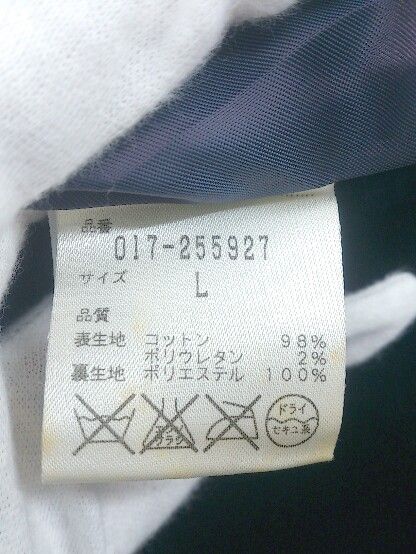 品番
017-255927
サイズ
L
品質
表生地 コットン 98%
ポリウレタン 2%
裏生地 ポリエステル 100%
エンソ
サラシ
ドライ
セキユ系